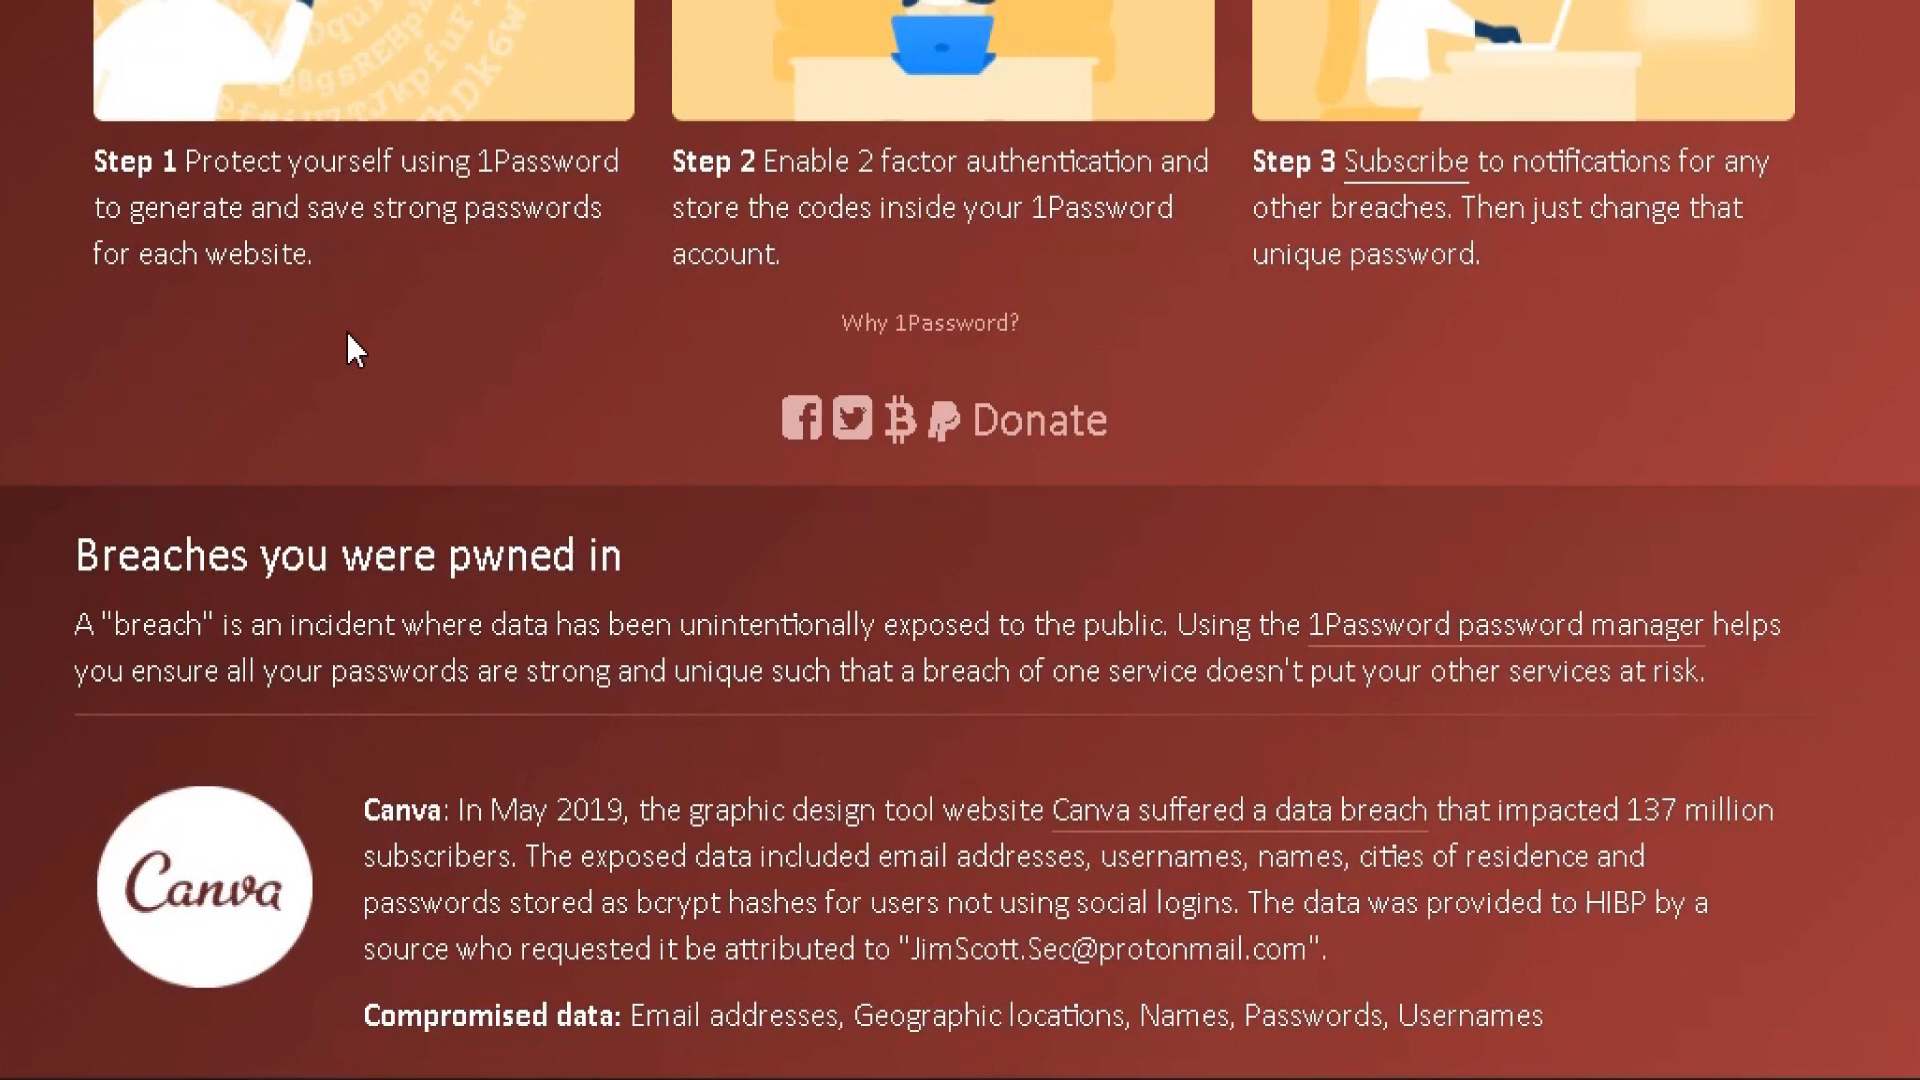 Step 1 Protect yourself using 1Password
to generate and save strong passwords
for each website.
Step 2 Enable 2 factor authentication and
store the codes inside your 1Password
account.
Step 3 Subscribe to notifications for any
other breaches. Then just change that
unique password.
Why 1Password?
Donate
Breaches you were pwned in
A "breach" is an incident where data has been unintentionally exposed to the public. Using the 1Password password manager helps
you ensure all your passwords are strong and unique such that a breach of one service doesn't put your other services at risk.
Canva
Canva: In May 2019, the graphic design tool website Canva suffered a data breach that impacted 137 million
subscribers. The exposed data included email addresses, usernames, names, cities of residence and
passwords stored as bcrypt hashes for users not using social logins. The data was provided to HIBP by a
source who requested it be attributed to "JimScott.Sec@protonmail.com".
Compromised data: Email addresses, Geographic locations, Names, Passwords, Usernames